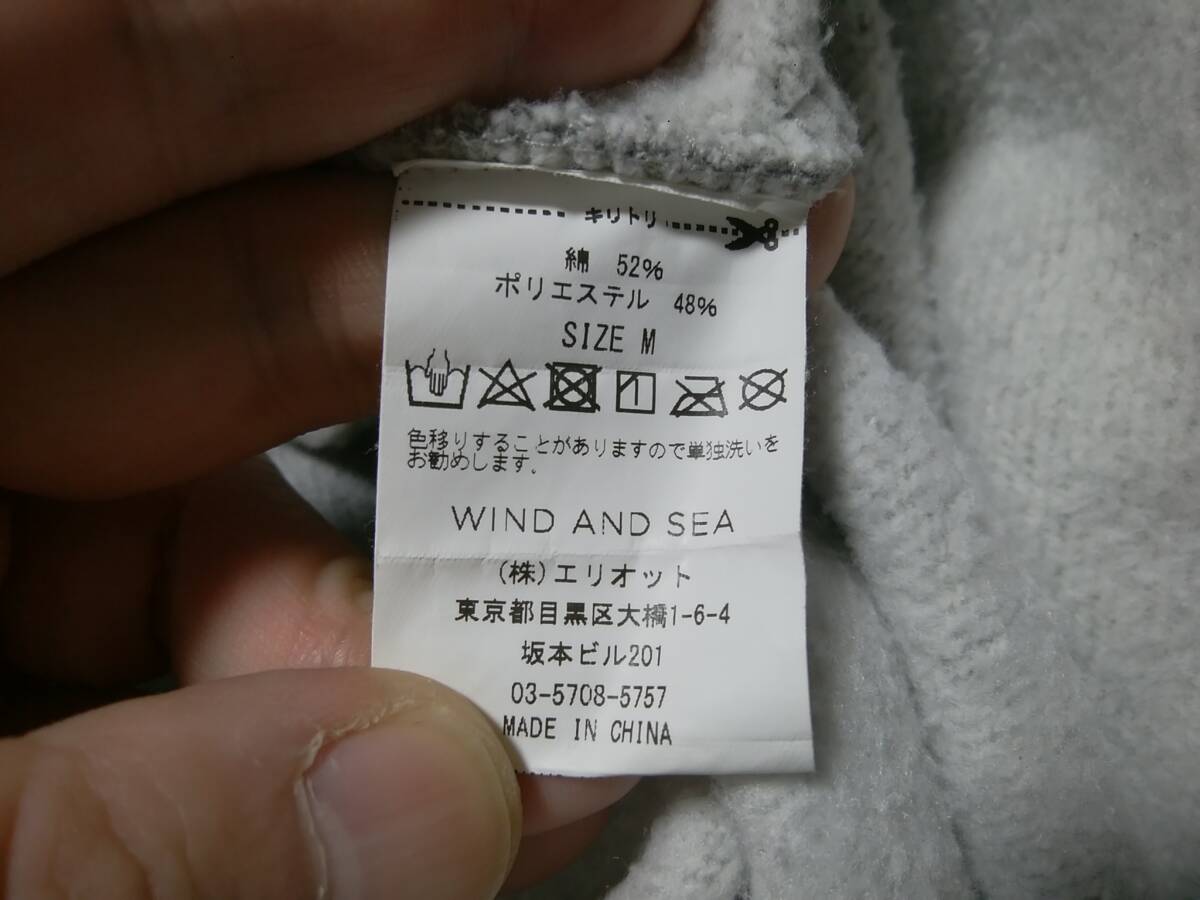 キリトリ
綿 52%
ポリエステル 48%
SIZE M
色移りすることがありますので単独洗いを
お勧めします。
WIND AND SEA
(株)エリオット
東京都目黒区大橋1-6-4
坂本ビル201
03-5708-5757
MADE IN CHINA